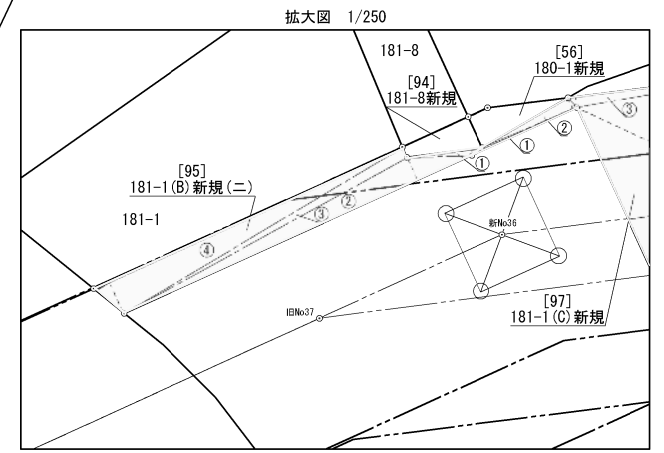 拡大図 1/250
181-8
[56]
180-1新規
[94]
181-8新規
③
②
①
①
[95]
181-1(B)新規(ニ)
181-1
②
③
④
新No36
旧No37
[97]
181-1(C)新規